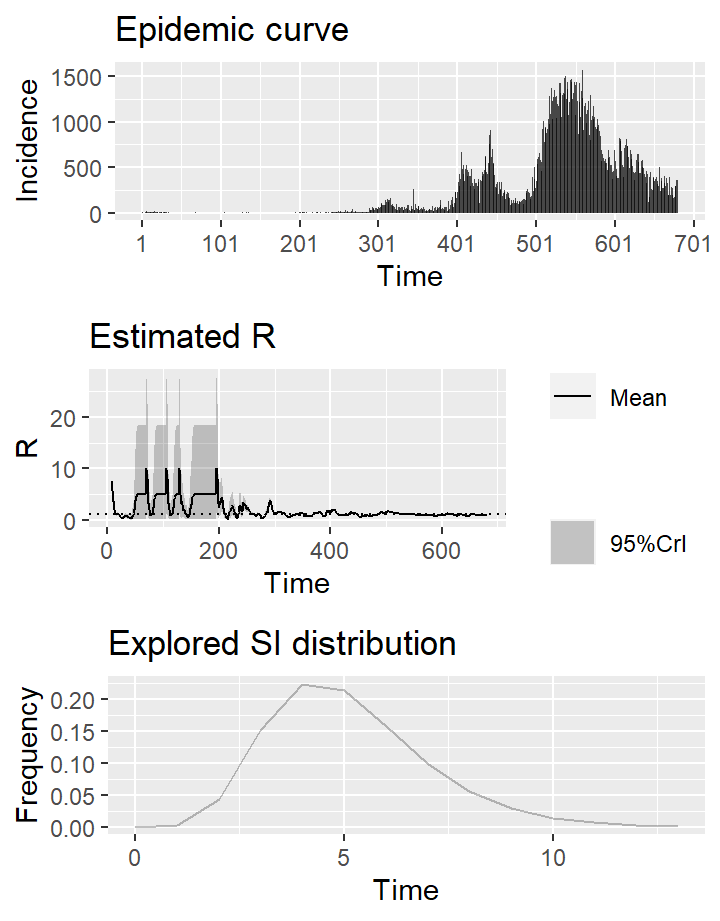 Epidemic curve
1500
1000
500
0
Incidence
1 101 201 301 401 501 601 701
Time
Estimated R
20
10
0
R
0 200 400 600
Time
Mean
95%CrI
Explored SI distribution
0.20
0.15
0.10
0.05
0.00
Frequency
0 5 10
Time